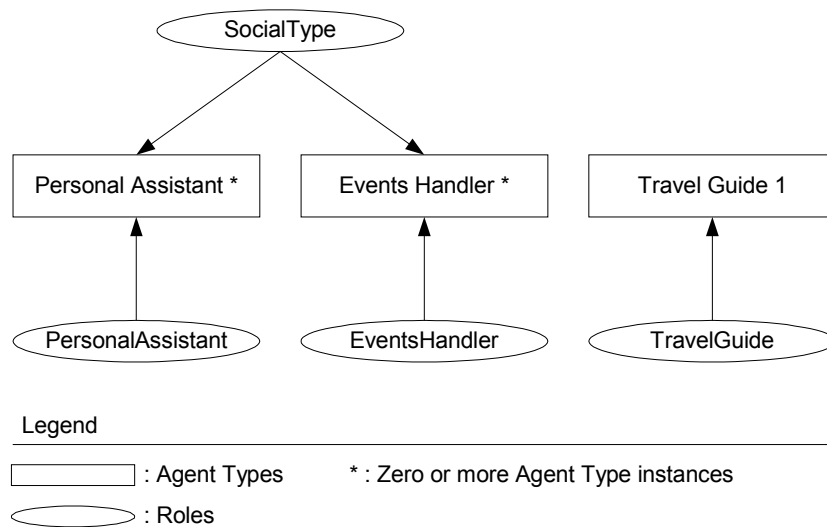 SocialType
Personal Assistant *
Events Handler *
Travel Guide 1
PersonalAssistant
EventsHandler
TravelGuide
Legend
: Agent Types
* : Zero or more Agent Type instances
: Roles